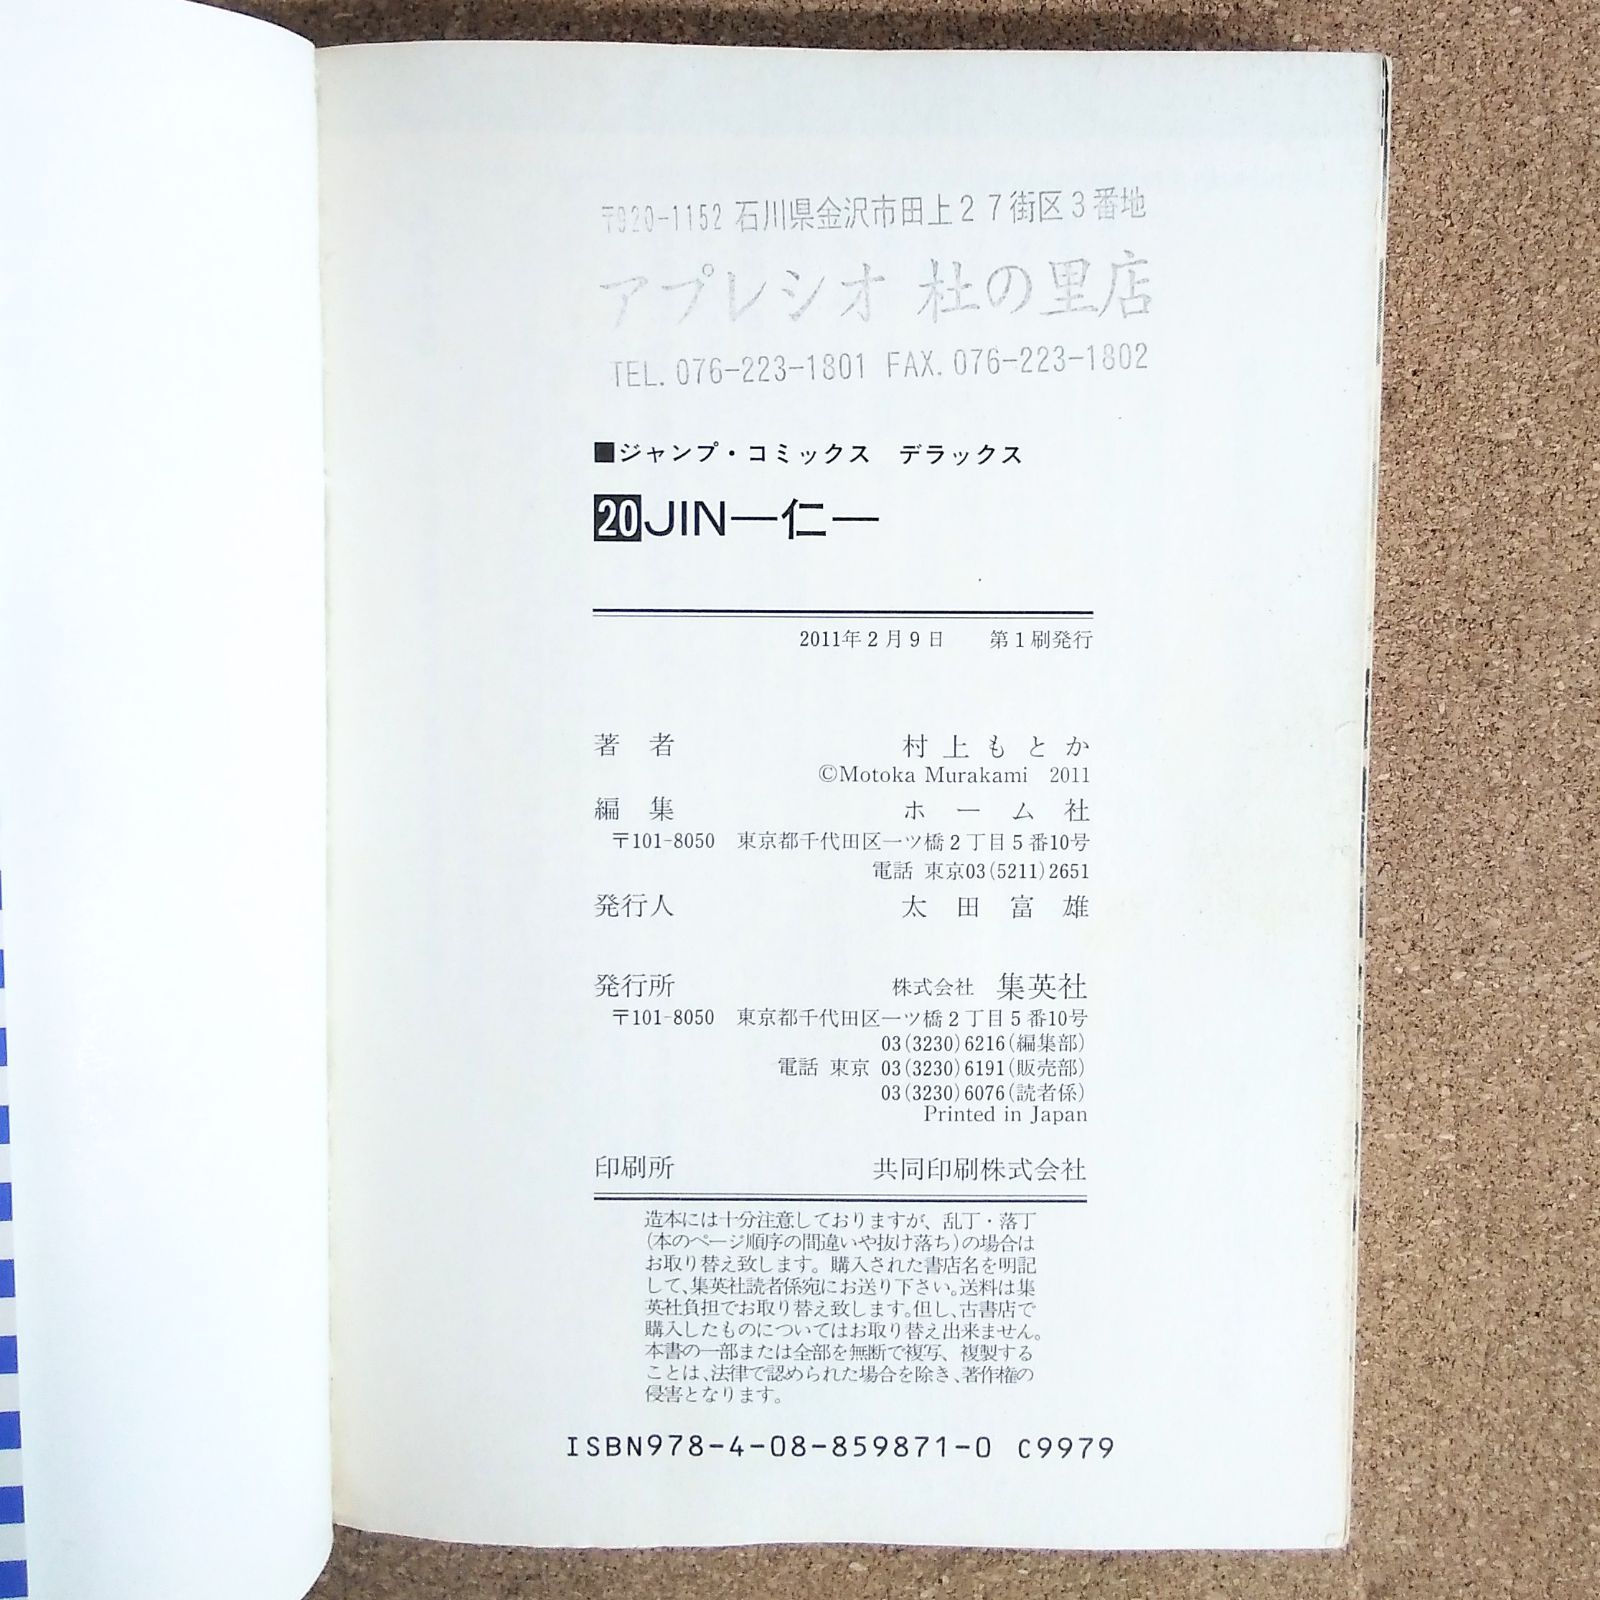 〒920-1152 石川県金沢市田上27街区3番地
アプレシオ 杜の里店
TEL. 076-223-1801 FAX. 076-223-1802
■ジャンプ・コミックス デラックス
20 JIN―仁―
2011年2月9日 第1刷発行
著者 村上もとか
©Motoka Murakami 2011
編集 ホーム社
〒101-8050 東京都千代田区一ツ橋2丁目5番10号
電話 東京03(5211)2651
発行人 太田富雄
発行所 株式会社 集英社
〒101-8050 東京都千代田区一ツ橋2丁目5番10号
03(3230)6216(編集部)
電話 東京 03(3230)6191(販売部)
03(3230)6076(読者係)
Printed in Japan
印刷所 共同印刷株式会社
造本には十分注意しておりますが、乱丁・落丁
(本のページ順序の間違いや抜け落ち)の場合は
お取り替え致します。購入された書店名を明記
して、集英社読者係宛にお送り下さい。送料は集
英社負担でお取り替え致します。但し、古書店で
購入したものについてはお取り替え出来ません。
本書の一部または全部を無断で複写、複製する
ことは、法律で認められた場合を除き、著作権の
侵害となります。
ISBN978-4-08-859871-0 C9979